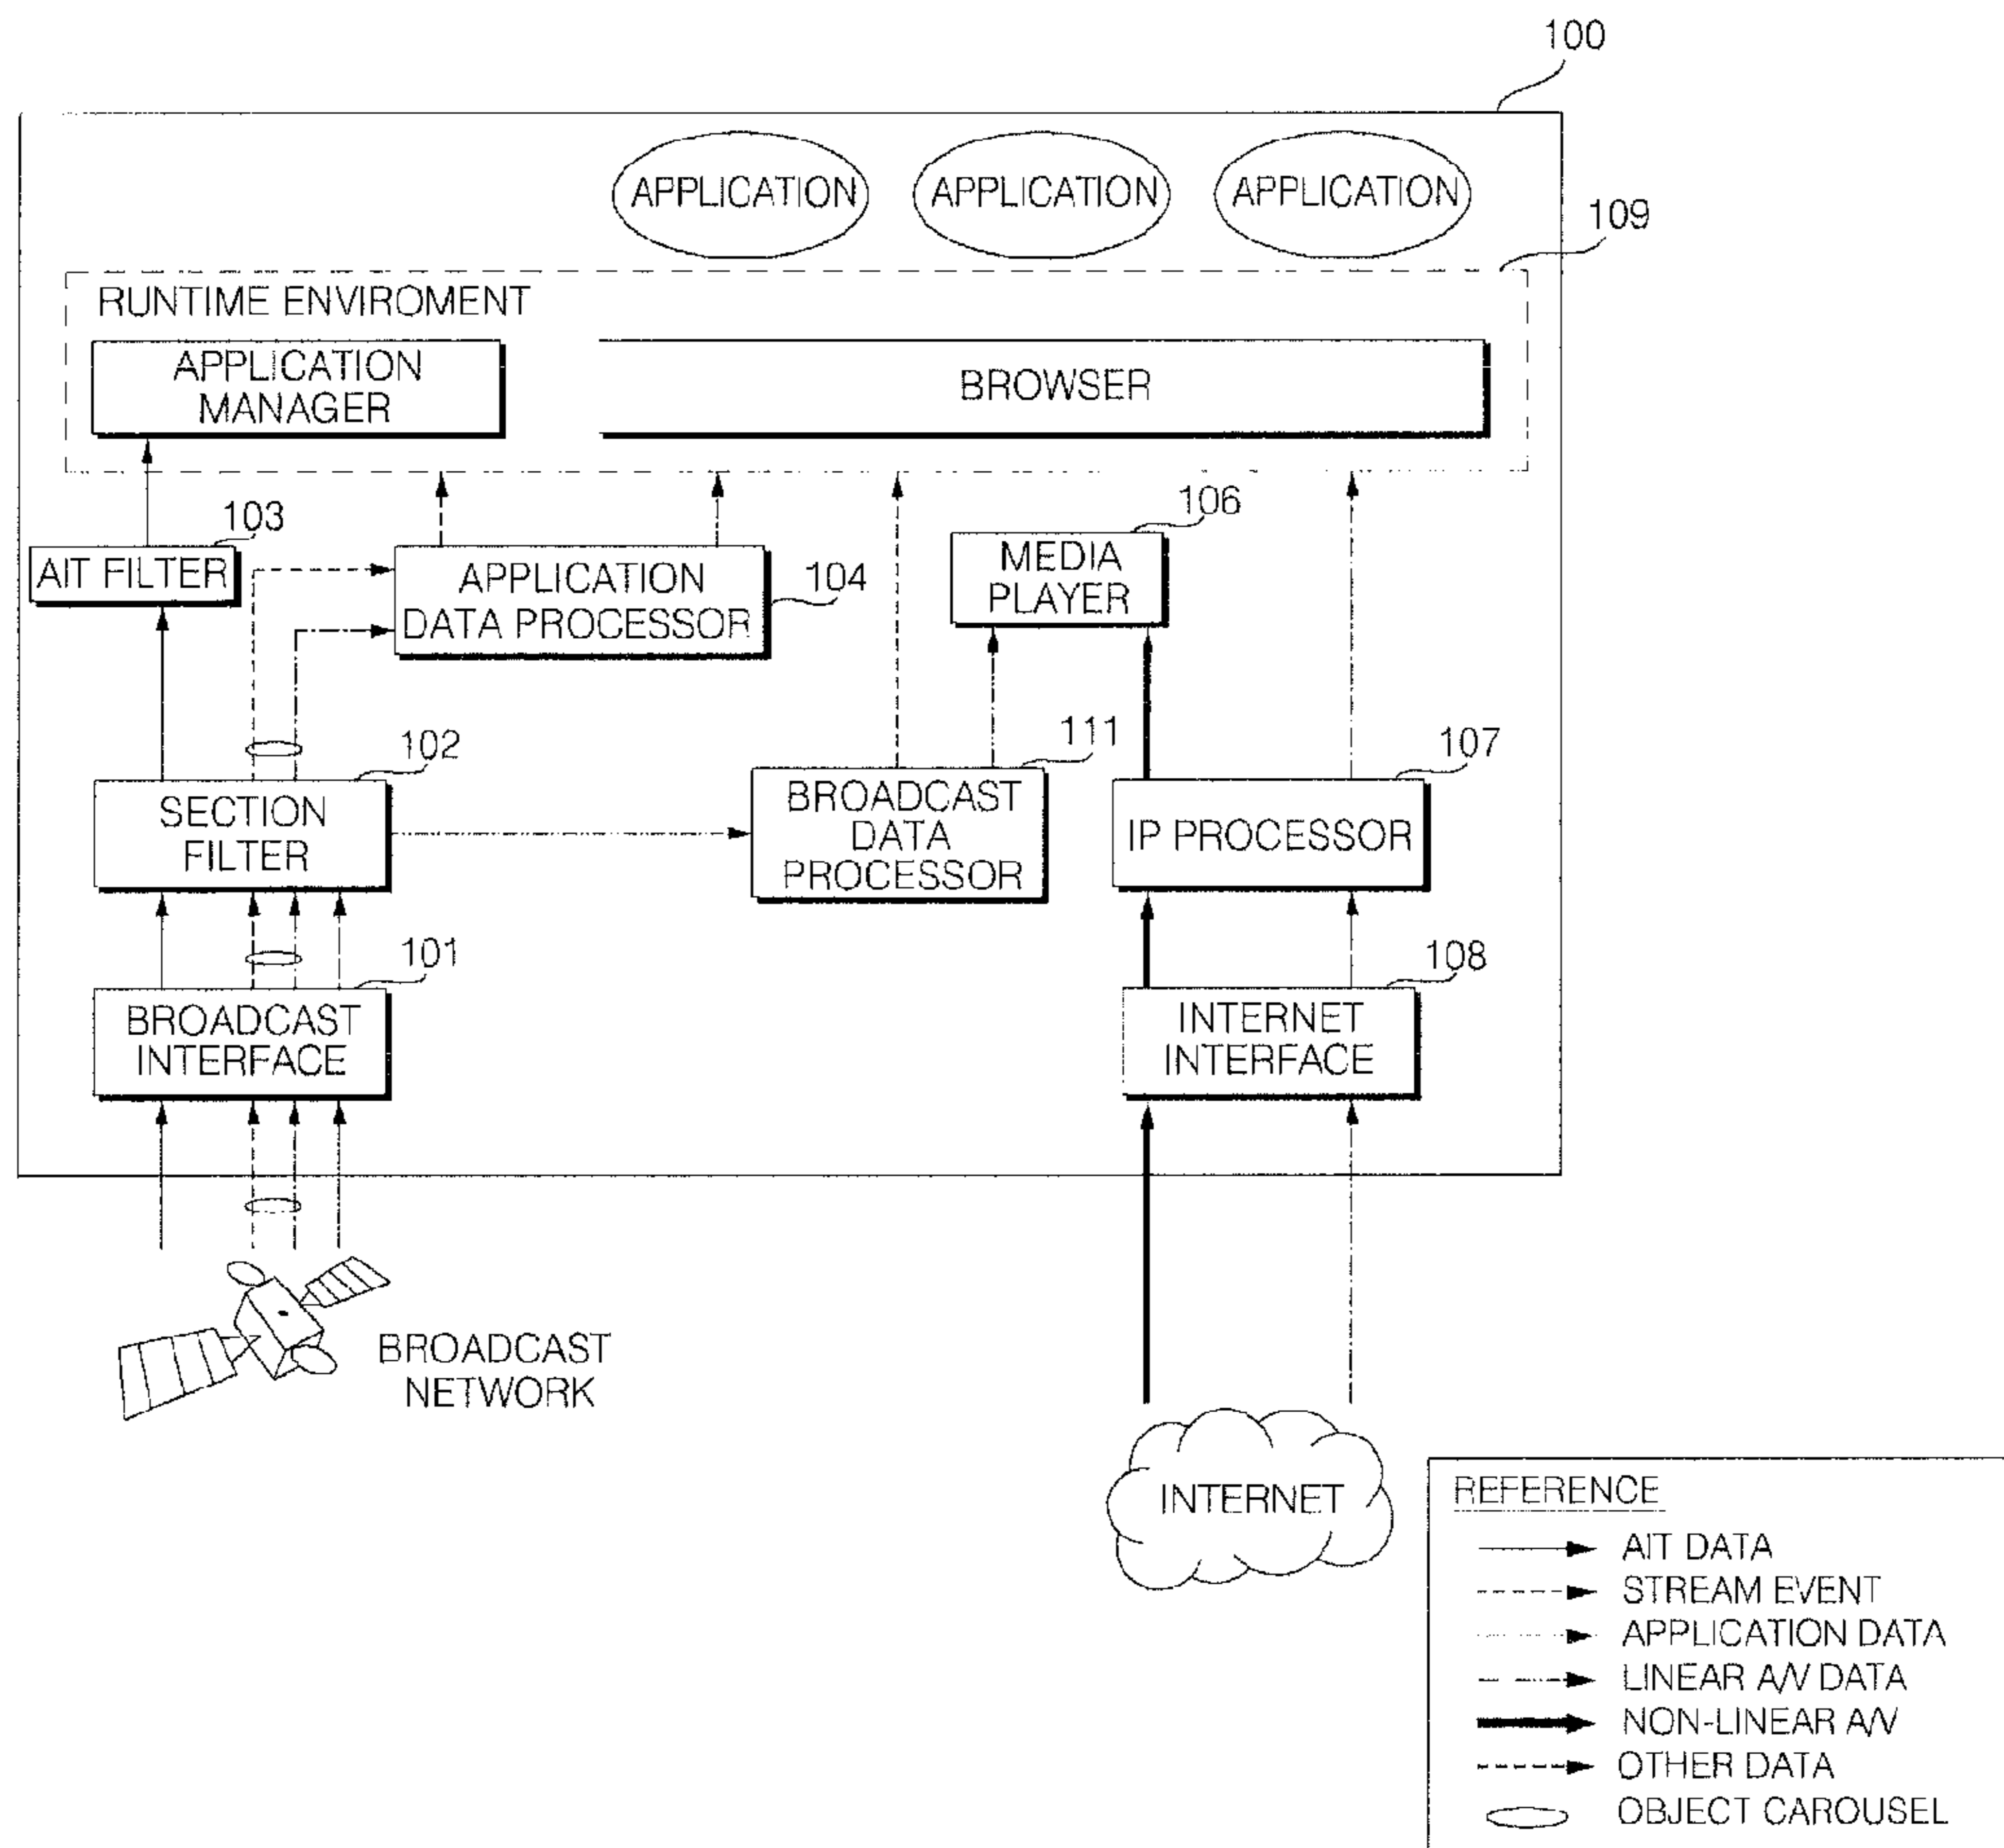 100
APPLICATION
APPLICATION
APPLICATION
109
RUNTIME ENVIROMENT
APPLICATION
MANAGER
BROWSER
103
AIT FILTER
APPLICATION
DATA PROCESSOR
104
106
MEDIA
PLAYER
102
SECTION
FILTER
111
BROADCAST
DATA
PROCESSOR
107
IP PROCESSOR
101
BROADCAST
INTERFACE
108
INTERNET
INTERFACE
BROADCAST
NETWORK
INTERNET
REFERENCE
AIT DATA
STREAM EVENT
APPLICATION DATA
LINEAR A/V DATA
NON-LINEAR A/V
OTHER DATA
OBJECT CAROUSEL